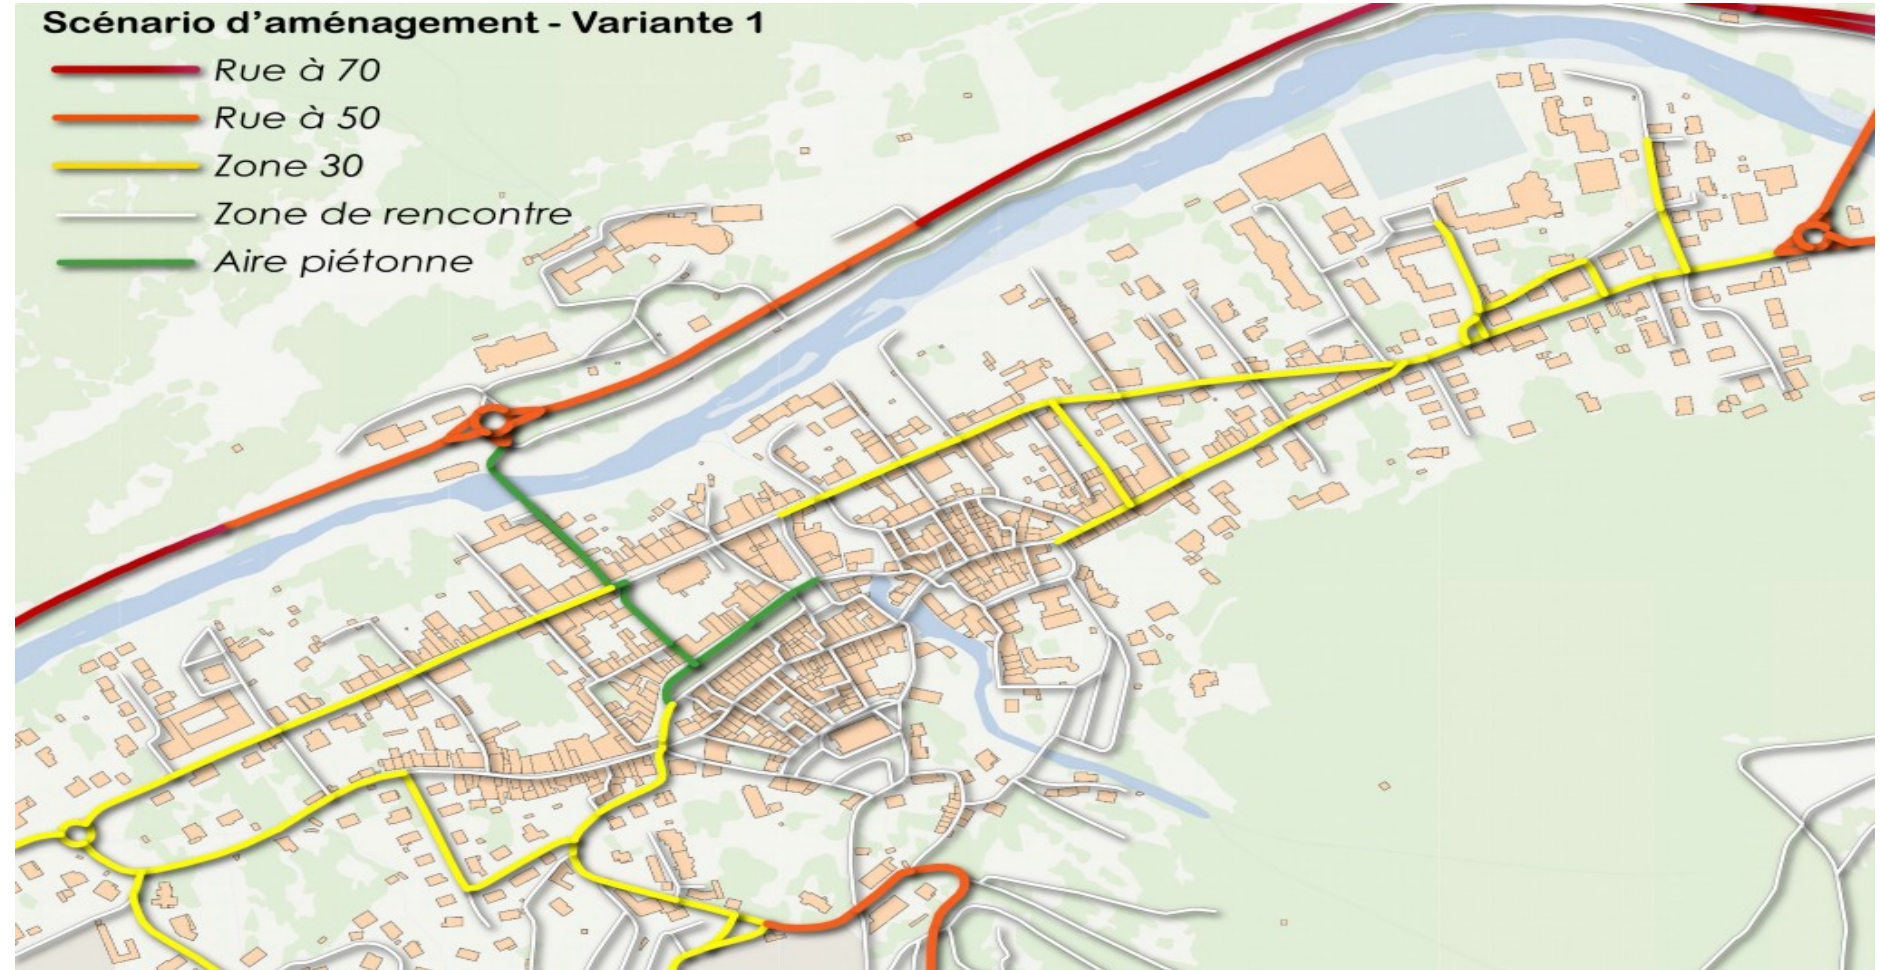 Scénario d'aménagement - Variante 1
Rue à 70
Rue à 50
Zone 30
Zone de rencontre
Aire piétonne